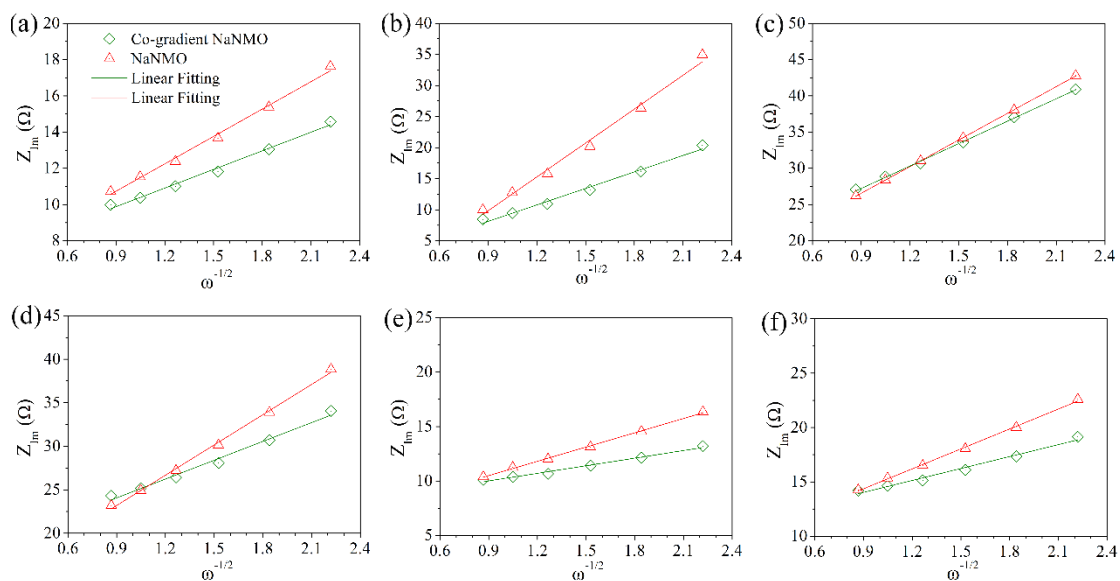 (a)
20
18
16
14
12
10
8
Z_Im (Ω)
Co-gradient NaNMO
NaNMO
Linear Fitting
Linear Fitting
0.6 0.9 1.2 1.5 1.8 2.1 2.4
ω^-1/2
(b)
40
35
30
25
20
15
10
5
Z_Im (Ω)
0.6 0.9 1.2 1.5 1.8 2.1 2.4
ω^-1/2
(c)
50
45
40
35
30
25
20
Z_Im (Ω)
0.6 0.9 1.2 1.5 1.8 2.1 2.4
ω^-1/2
(d)
45
40
35
30
25
20
Z_Im (Ω)
0.6 0.9 1.2 1.5 1.8 2.1 2.4
ω^-1/2
(e)
25
20
15
10
5
Z_Im (Ω)
0.6 0.9 1.2 1.5 1.8 2.1 2.4
ω^-1/2
(f)
30
25
20
15
10
Z_Im (Ω)
0.6 0.9 1.2 1.5 1.8 2.1 2.4
ω^-1/2